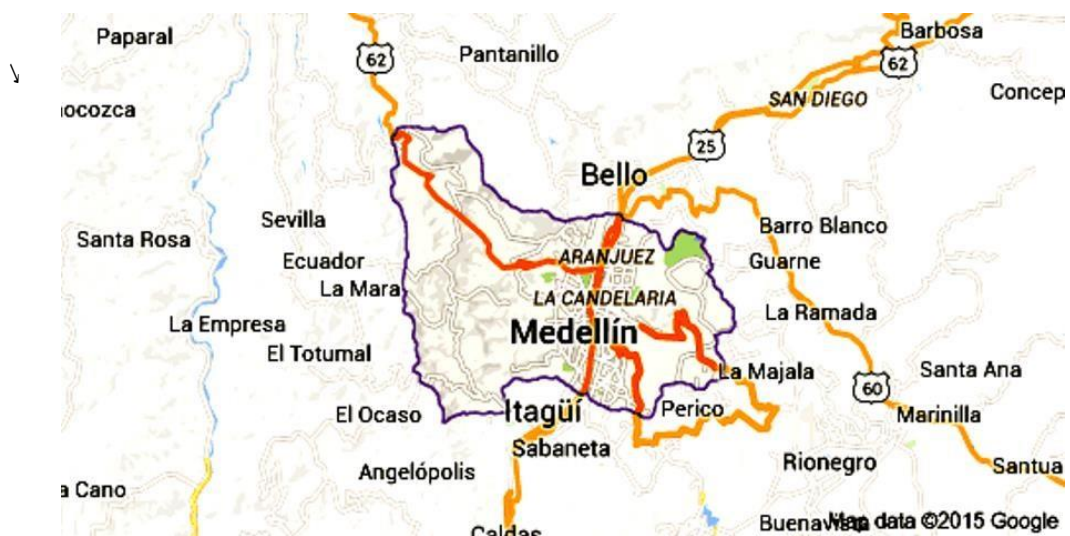 Paparal
Barbosa
62
Pantanillo
62
Concep
SAN DIEGO
ocozca
25
Bello
Sevilla
Barro Blanco
Santa Rosa
ARANJUEZ
Ecuador
Guarne
La Mara
LA CANDELARIA
La Ramada
La Empresa
Medellín
El Totumal
La Majala
Santa Ana
60
El Ocaso
Itagüí
Perico
Marinilla
Sabaneta
Rionegro
Angelópolis
Santua
a Cano
Caldas
Buenavista
Map data ©2015 Google